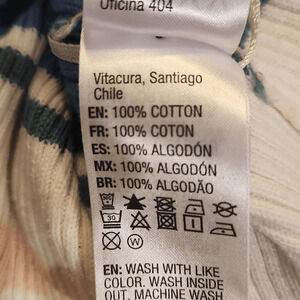 Oficina 404
Vitacura, Santiago
Chile
EN: 100% COTTON
FR: 100% COTON
ES: 100% ALGODÓN
MX: 100% ALGODÓN
BR: 100% ALGODÃO
30
W
EN: WASH WITH LIKE
COLOR. WASH INSIDE
OUT. MACHINE WASH